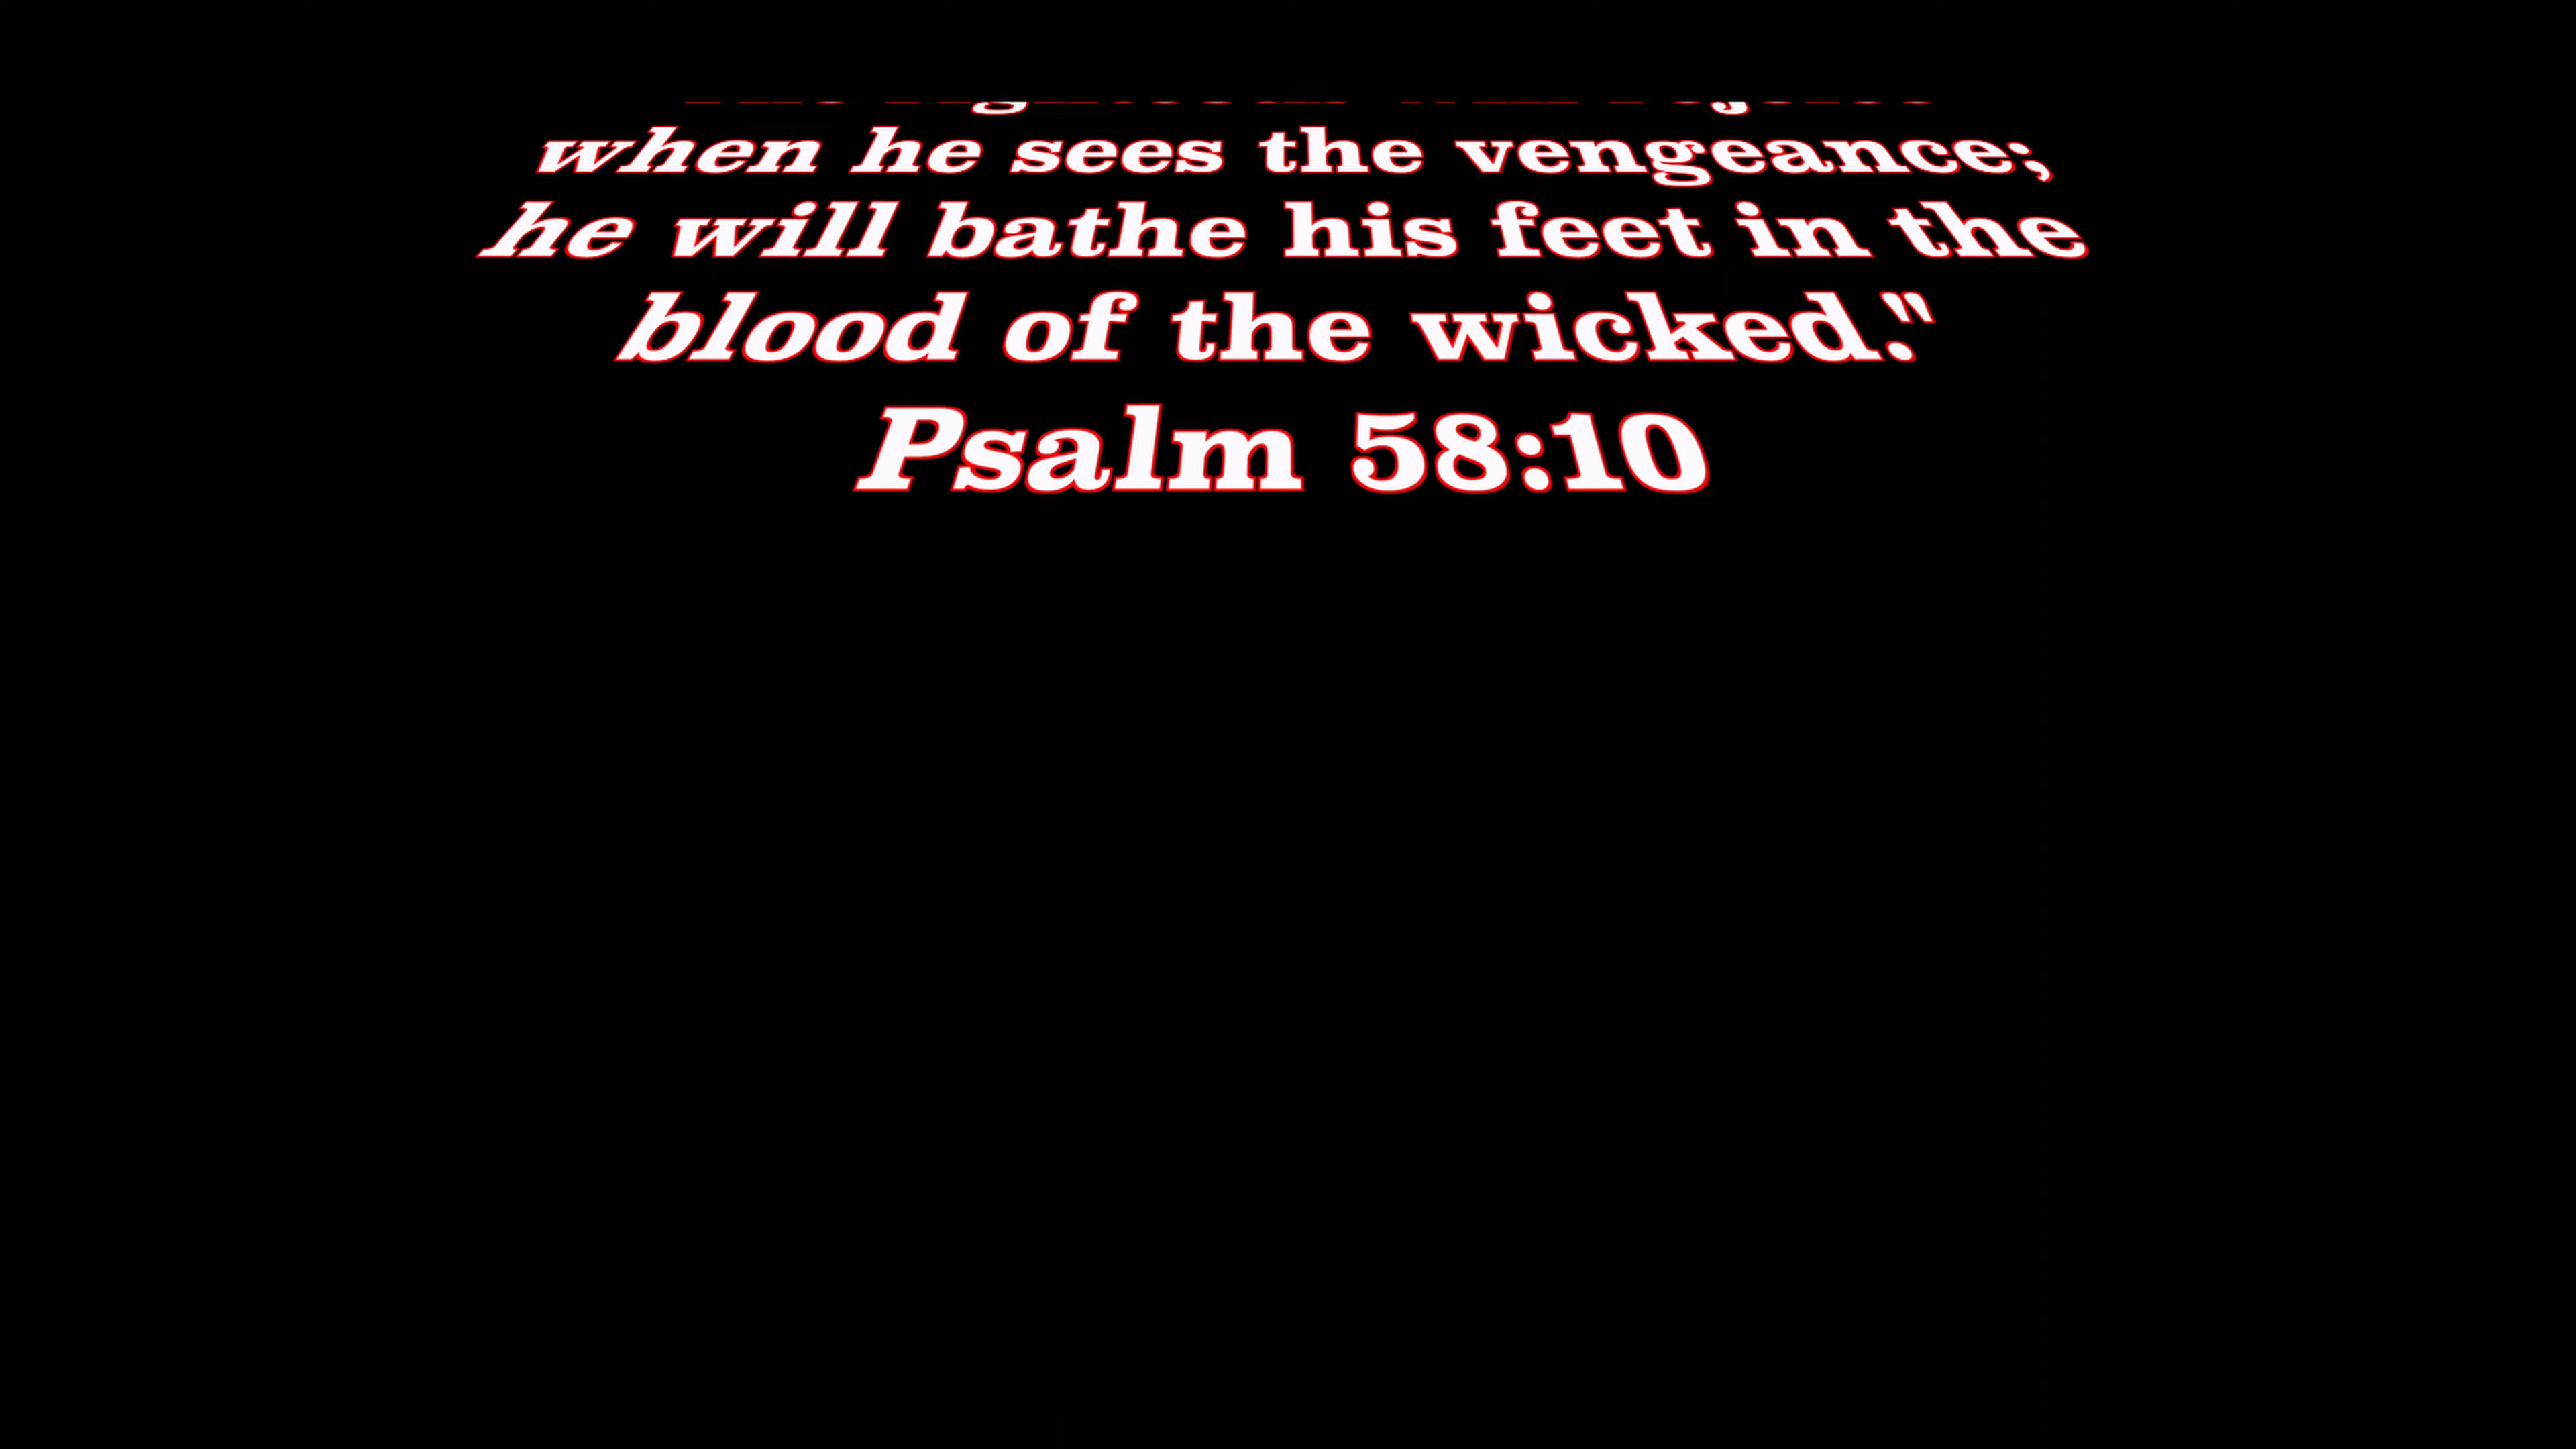 when he sees the vengeance;
he will bathe his feet in the
blood of the wicked."
Psalm 58:10